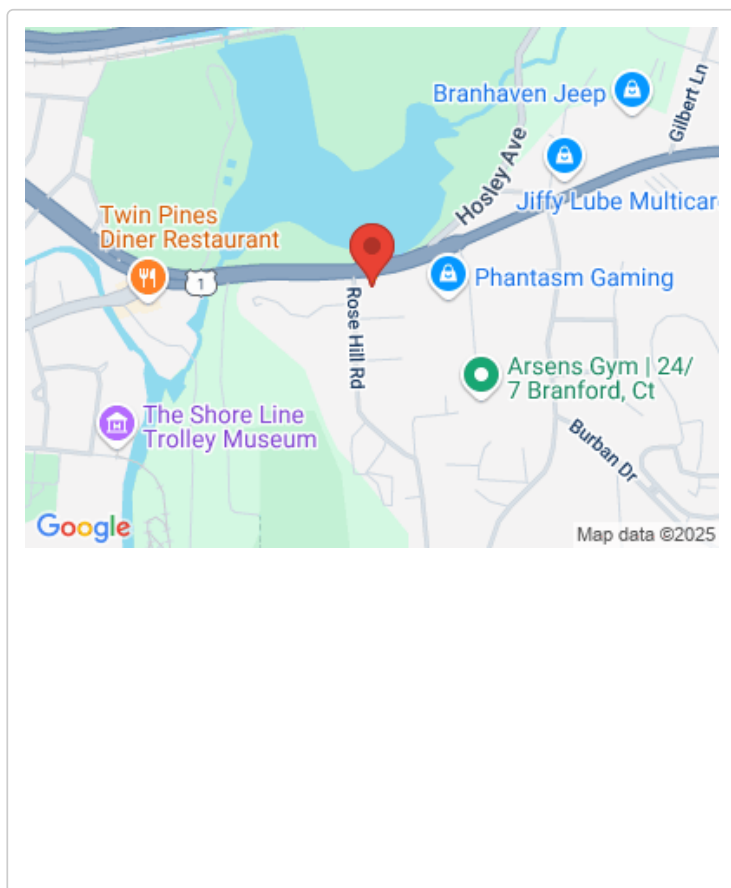 Branhaven Jeep
Gilbert Ln
Hosley Ave
Jiffy Lube Multicar
Twin Pines
Diner Restaurant
1
Phantasm Gaming
Rose Hill Rd
Arsens Gym | 24/
7 Branford, Ct
The Shore Line
Trolley Museum
Burban Dr
Google
Map data ©2025